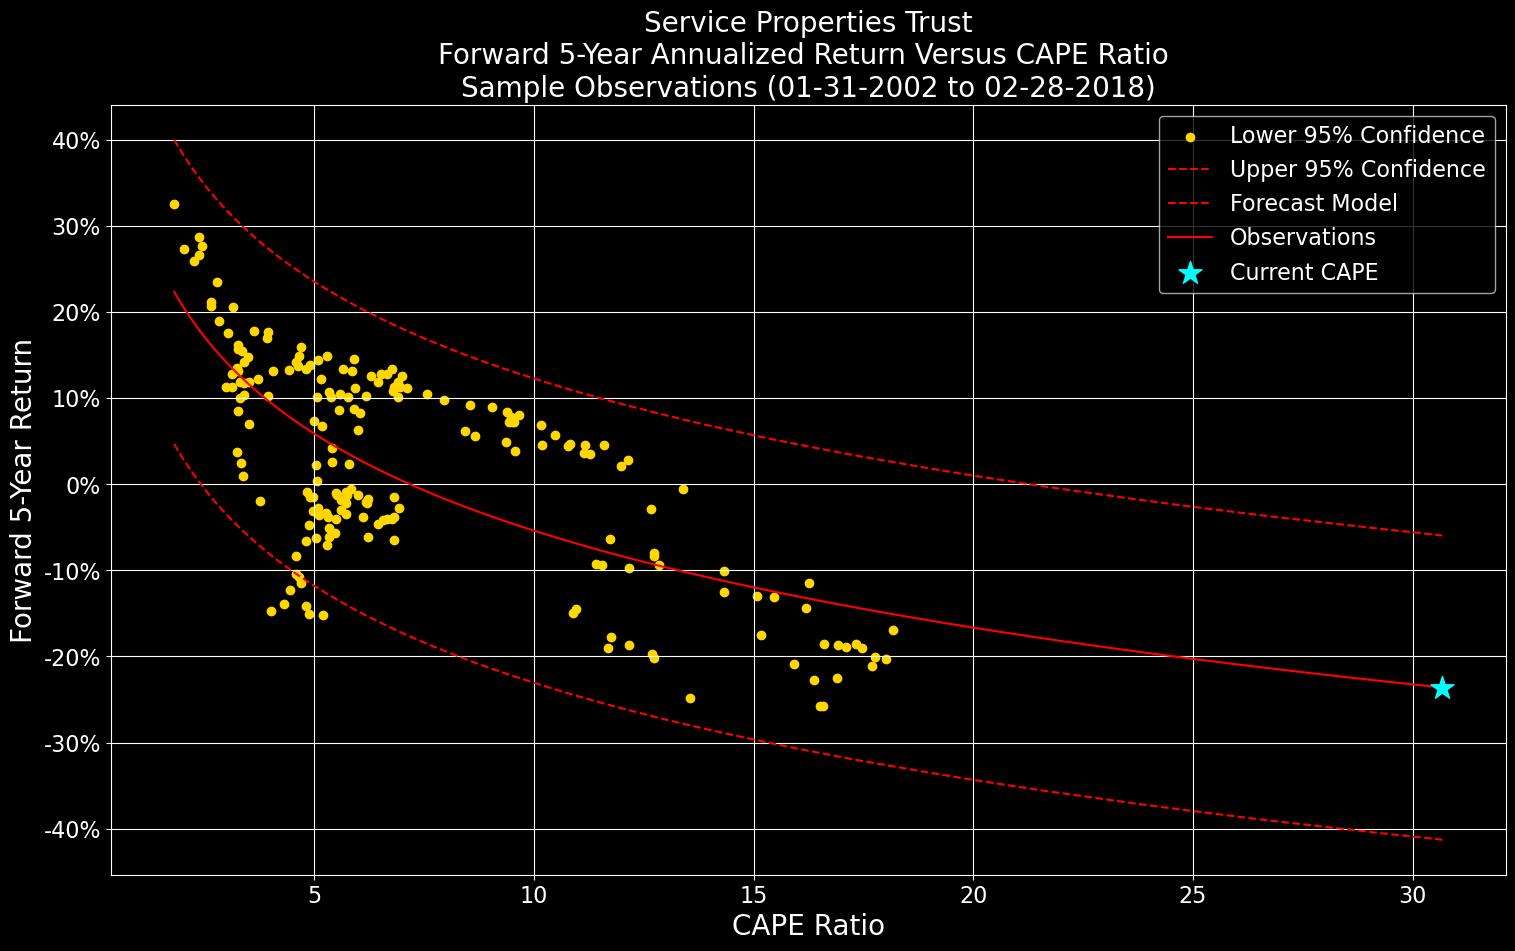 Service Properties Trust
Forward 5-Year Annualized Return Versus CAPE Ratio
Sample Observations (01-31-2002 to 02-28-2018)
Lower 95% Confidence
Upper 95% Confidence
Forecast Model
Observations
Current CAPE
Forward 5-Year Return
40%
30%
20%
10%
0%
-10%
-20%
-30%
-40%
5
10
15
20
25
30
CAPE Ratio